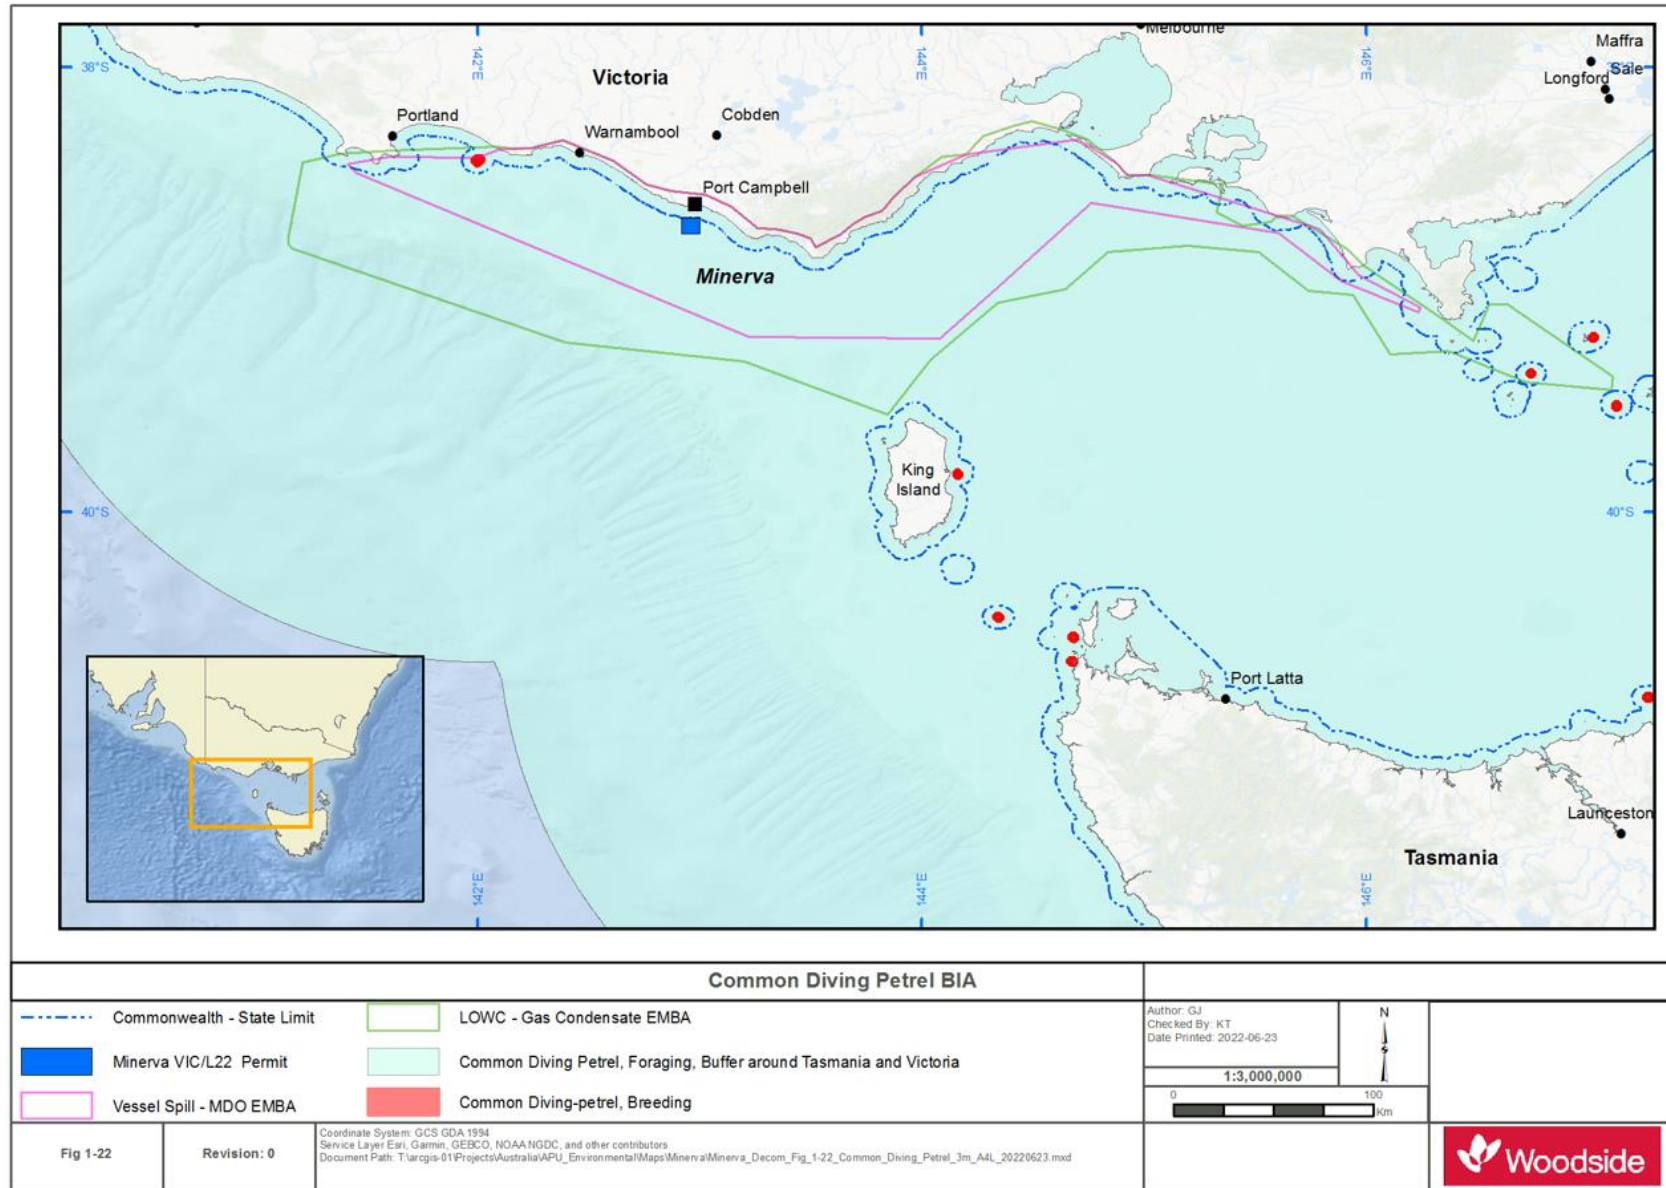 Melbourne
Maffra
38°S
142°E
144°E
146°E
Victoria
Longford
Sale
Portland
Cobden
Warnambool
Port Campbell
Minerva
King
Island
40°S
40°S
Port Latta
Launceston
Tasmania
142°E
144°E
146°E
Common Diving Petrel BIA
Commonwealth - State Limit
LOWC - Gas Condensate EMBA
Minerva VIC/L22 Permit
Common Diving Petrel, Foraging, Buffer around Tasmania and Victoria
Vessel Spill - MDO EMBA
Common Diving-petrel, Breeding
Author: GJ
Checked By: KT
Date Printed: 2022-06-23
1:3,000,000
N
0 100
Km
Fig 1-22
Revision: 0
Coordinate System: GCS GDA 1994
Service Layer Esri, Garmin, GEBCO, NOAA NGDC, and other contributors
Document Path: T:\arcgis-01\Projects\Australia\APU_Environmental\Maps\Minerva\Minerva_Decom_Fig_1-22_Common_Diving_Petrel_3m_A4L_20220623.mxd
Woodside